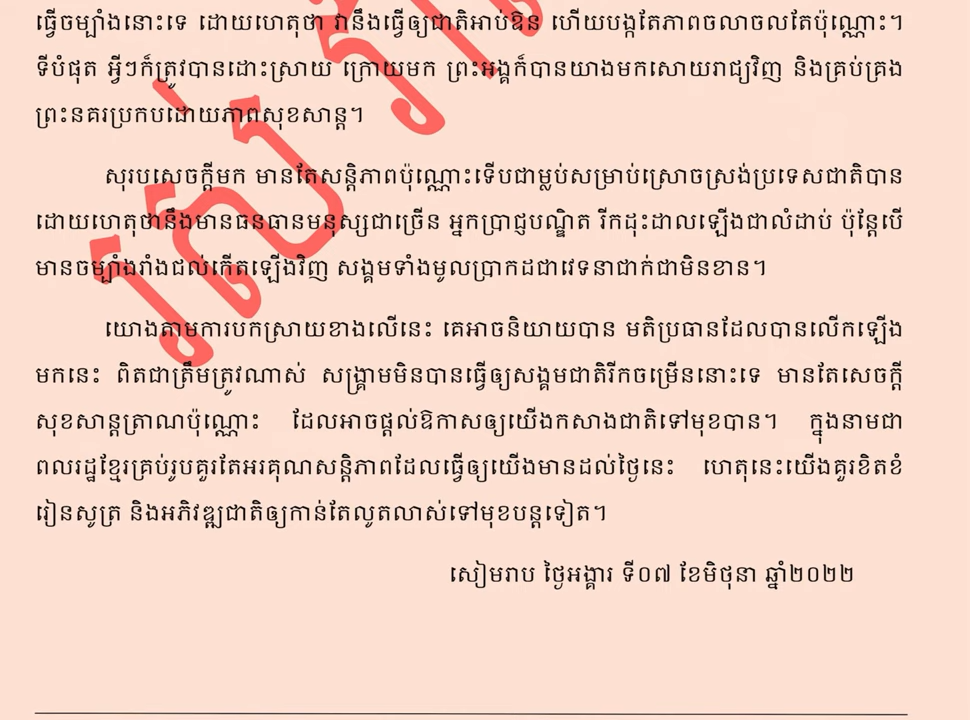 ធ្វើចម្បាំងនោះទេ ដោយហេតុថា វានឹងធ្វើឲ្យជាតិអាប់ឱន ហើយបង្កតែភាពចលាចលតែប៉ុណ្ណោះ។
ទីបំផុត អ្វីៗក៏ត្រូវបានដោះស្រាយ ក្រោយមក ព្រះអង្គក៏បានយាងមកសោយរាជ្យវិញ និងគ្រប់គ្រង
ព្រះនគរប្រកបដោយភាពសុខសាន្ត។
សរុបសេចក្ដីមក មានតែសន្តិភាពប៉ុណ្ណោះទើបជាម្លប់សម្រាប់ស្រោចស្រង់ប្រទេសជាតិបាន
ដោយហេតុថានឹងមានធនធានមនុស្សជាច្រើន អ្នកប្រាជ្ញបណ្ឌិត រីកដុះដាលឡើងជាលំដាប់ ប៉ុន្តែបើ
មានចម្បាំងរាំងជល់កើតឡើងវិញ សង្គមទាំងមូលប្រាកដជាវេទនាជាក់ជាមិនខាន។
យោងតាមការបកស្រាយខាងលើនេះ គេអាចនិយាយបាន មតិប្រធានដែលបានលើកឡើង
មកនេះ ពិតជាត្រឹមត្រូវណាស់ សង្គ្រាមមិនបានធ្វើឲ្យសង្គមជាតិរីកចម្រើននោះទេ មានតែសេចក្ដី
សុខសាន្តត្រាណប៉ុណ្ណោះ ដែលអាចផ្តល់ឱកាសឲ្យយើងកសាងជាតិទៅមុខបាន។ ក្នុងនាមជា
ពលរដ្ឋខ្មែរគ្រប់រូបគួរតែអរគុណសន្តិភាពដែលធ្វើឲ្យយើងមានដល់ថ្ងៃនេះ ហេតុនេះយើងគួរខិតខំ
រៀនសូត្រ និងអភិវឌ្ឍជាតិឲ្យកាន់តែលូតលាស់ទៅមុខបន្តទៀត។
សៀមរាប ថ្ងៃអង្គារ ទី០៧ ខែមិថុនា ឆ្នាំ២០២២